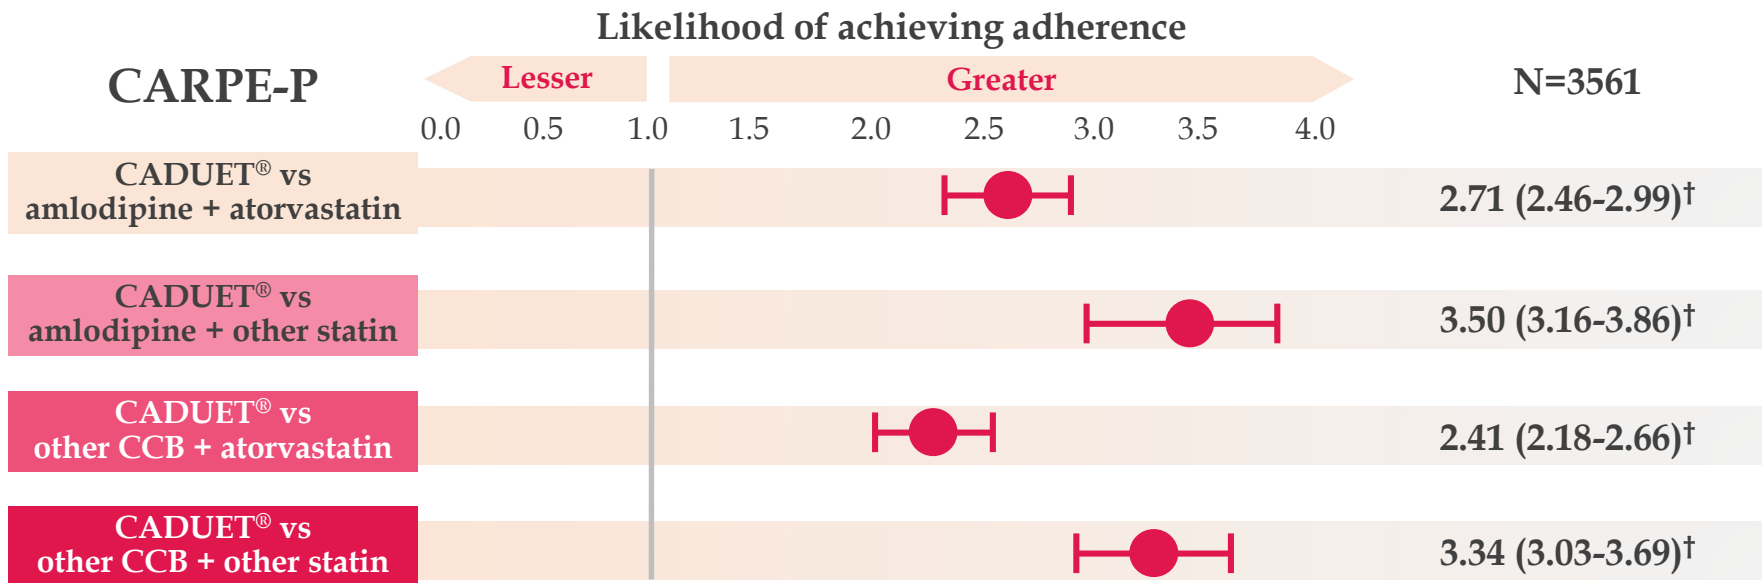 Likelihood of achieving adherence
CARPE-P
Lesser
Greater
N=3561
0.0 0.5 1.0 1.5 2.0 2.5 3.0 3.5 4.0
CADUET® vs
amlodipine + atorvastatin
2.71 (2.46-2.99)†
CADUET® vs
amlodipine + other statin
3.50 (3.16-3.86)†
CADUET® vs
other CCB + atorvastatin
2.41 (2.18-2.66)†
CADUET® vs
other CCB + other statin
3.34 (3.03-3.69)†